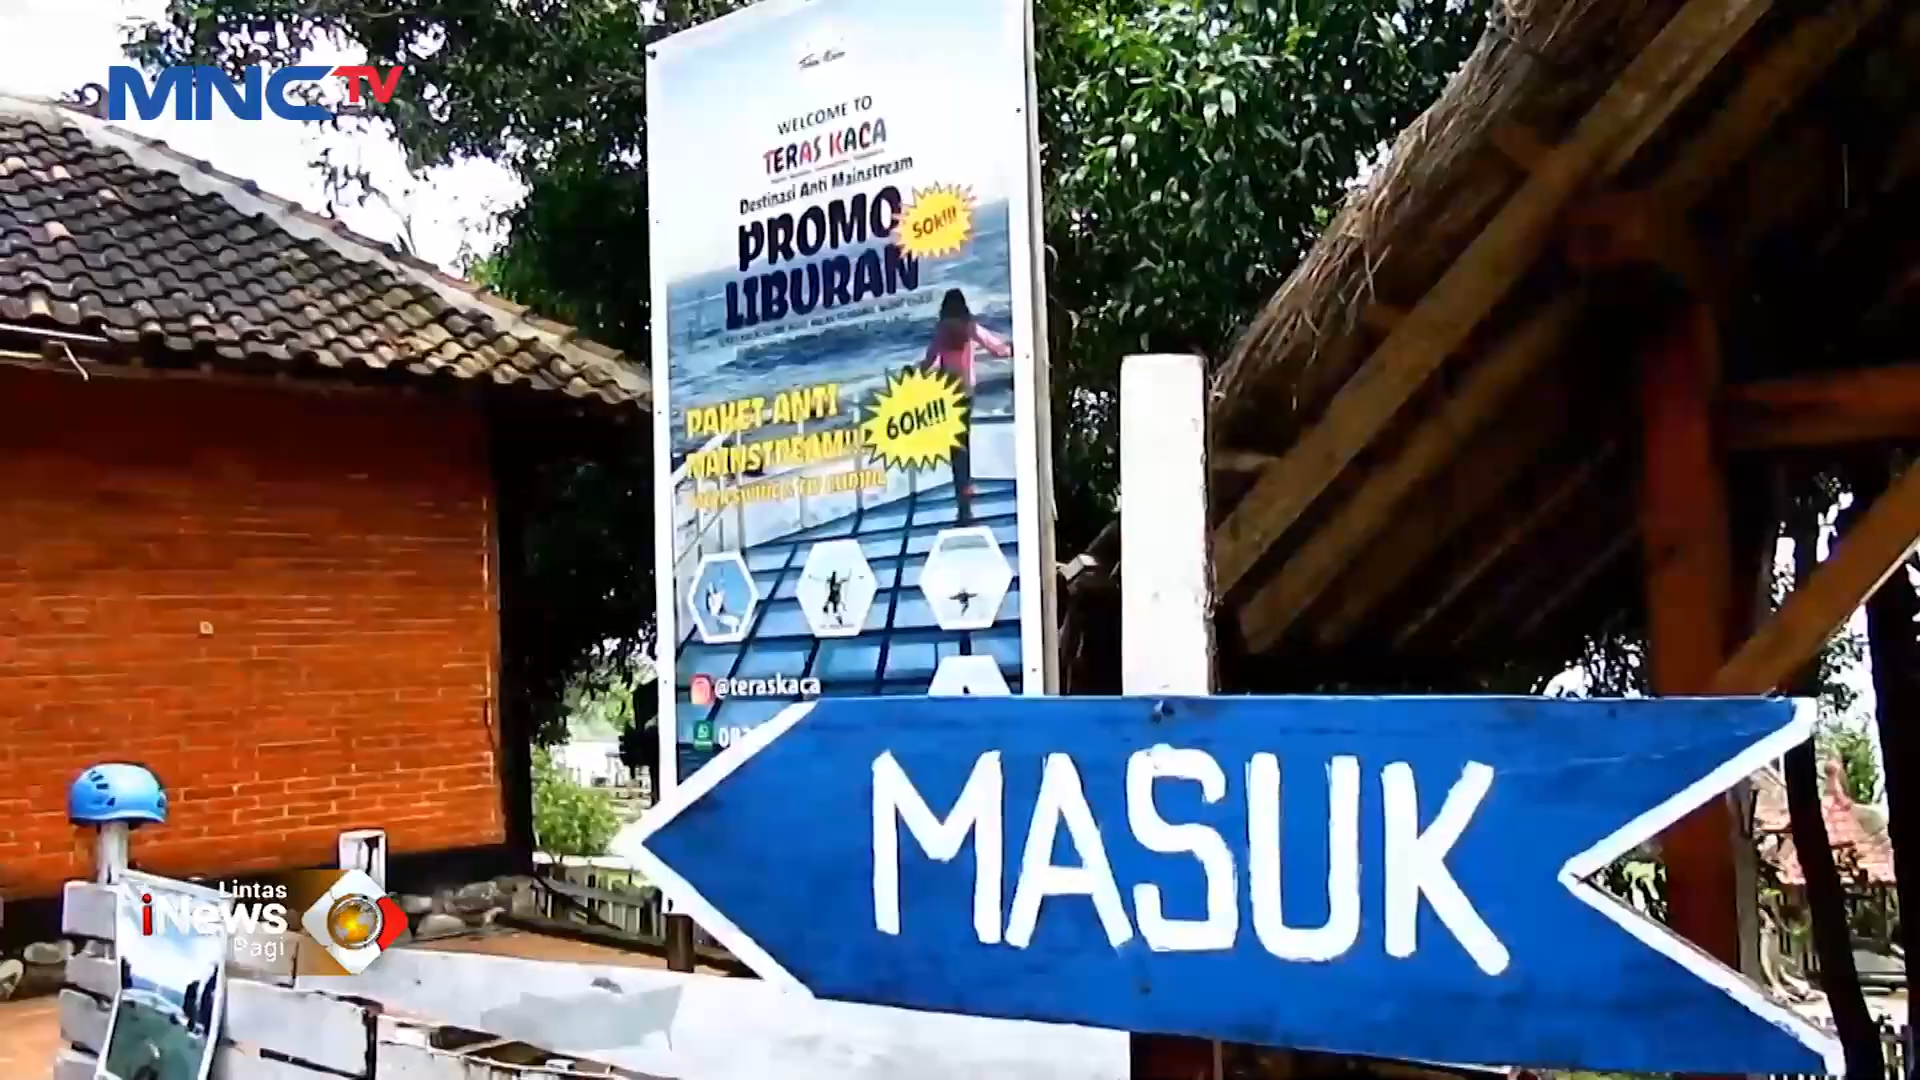 MNCTV
WELCOME TO
TERAS KACA
Destinasi Anti Mainstream
PROMO
50k!!!
LIBURAN
PAKET ANTI
60k!!!
MAINSTREAM!!!
@teraskaca
MASUK
Lintas
iNEWS
Pagi